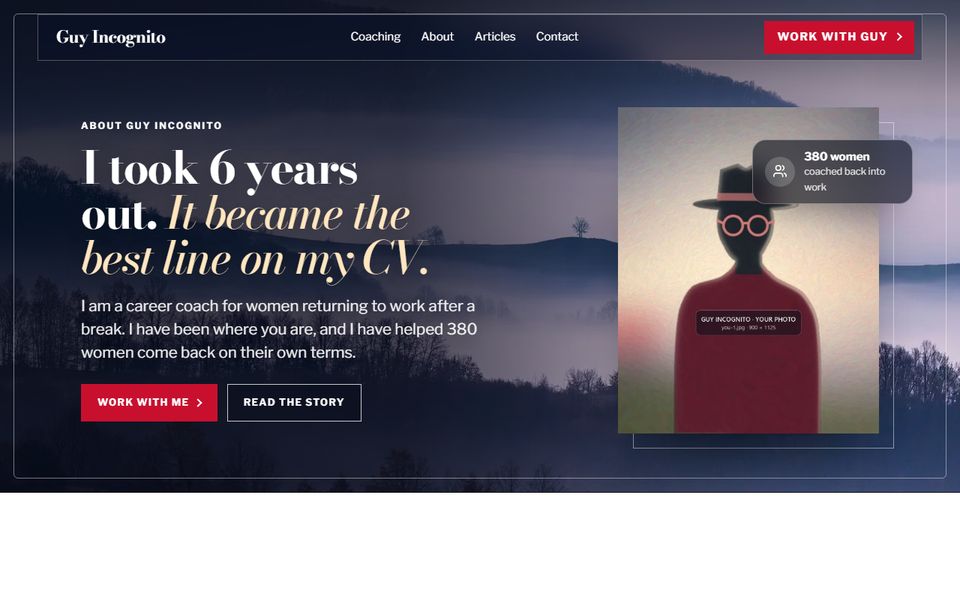 Guy Incognito
Coaching
About
Articles
Contact
WORK WITH GUY
ABOUT GUY INCOGNITO
I took 6 years
out. It became the
best line on my CV.
I am a career coach for women returning to work after a
break. I have been where you are, and I have helped 380
women come back on their own terms.
WORK WITH ME
READ THE STORY
380 women
coached back into
work
GUY INCOGNITO · YOUR PHOTO
you-1.jpg · 900 × 1125